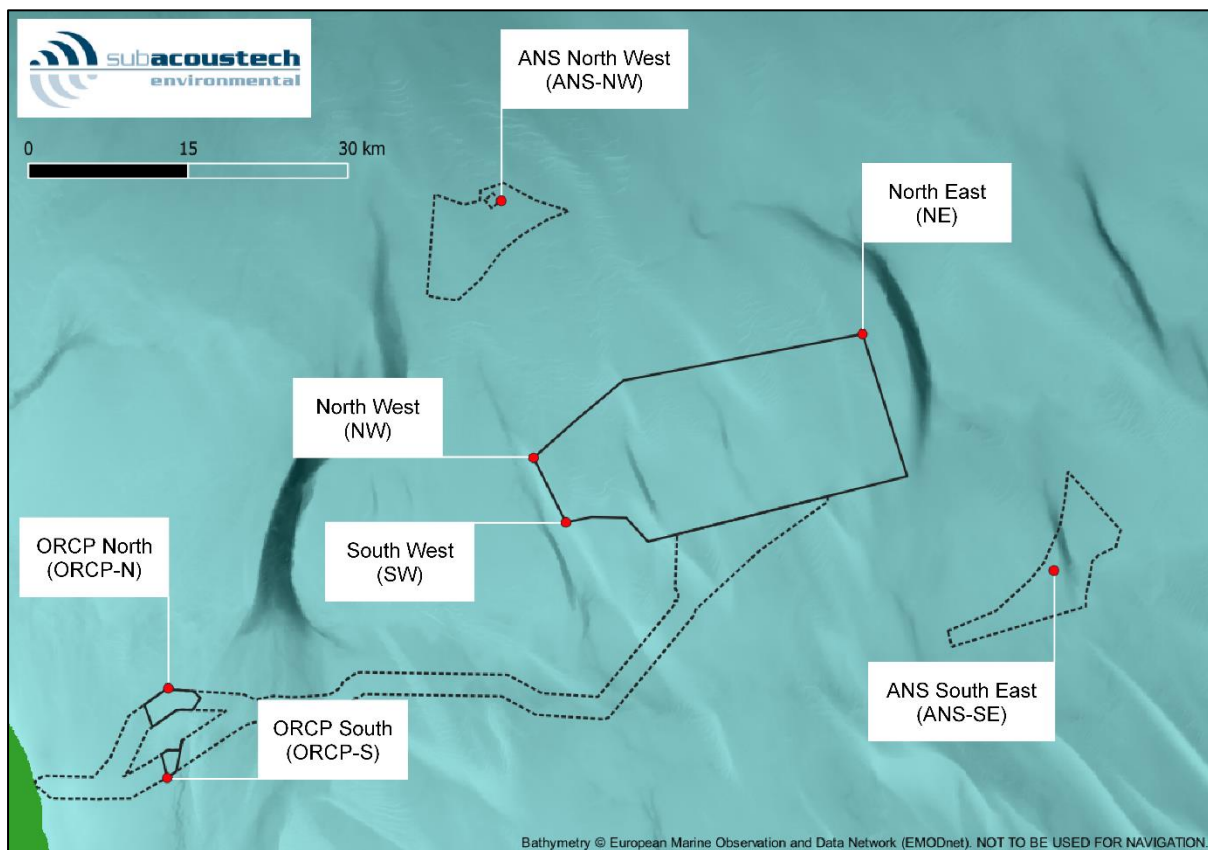 subacoustech
environmental
0 15 30 km
ANS North West
(ANS-NW)
North East
(NE)
North West
(NW)
South West
(SW)
ORCP North
(ORCP-N)
ORCP South
(ORCP-S)
ANS South East
(ANS-SE)
Bathymetry © European Marine Observation and Data Network (EMODnet). NOT TO BE USED FOR NAVIGATION.